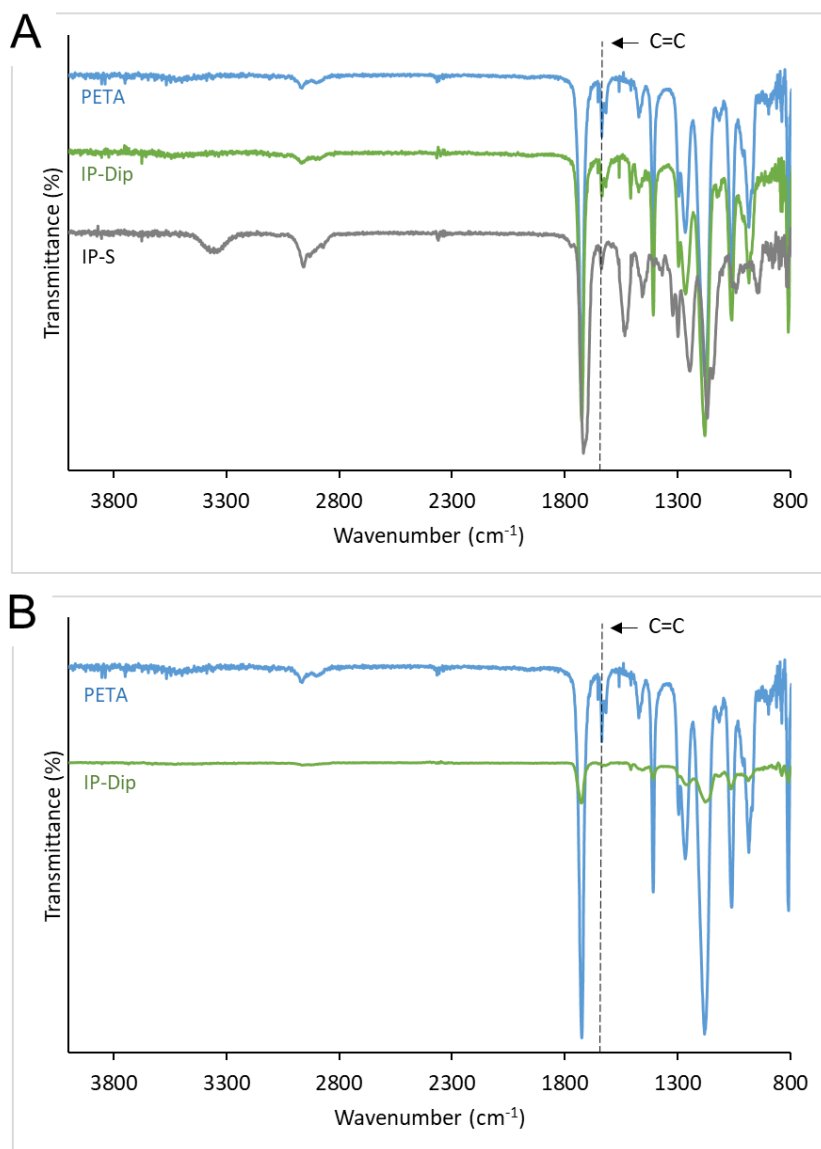 A
C=C
PETA
IP-Dip
IP-S
Transmittance (%)
3800 3300 2800 2300 1800 1300 800
Wavenumber (cm⁻¹)
B
C=C
PETA
IP-Dip
Transmittance (%)
3800 3300 2800 2300 1800 1300 800
Wavenumber (cm⁻¹)